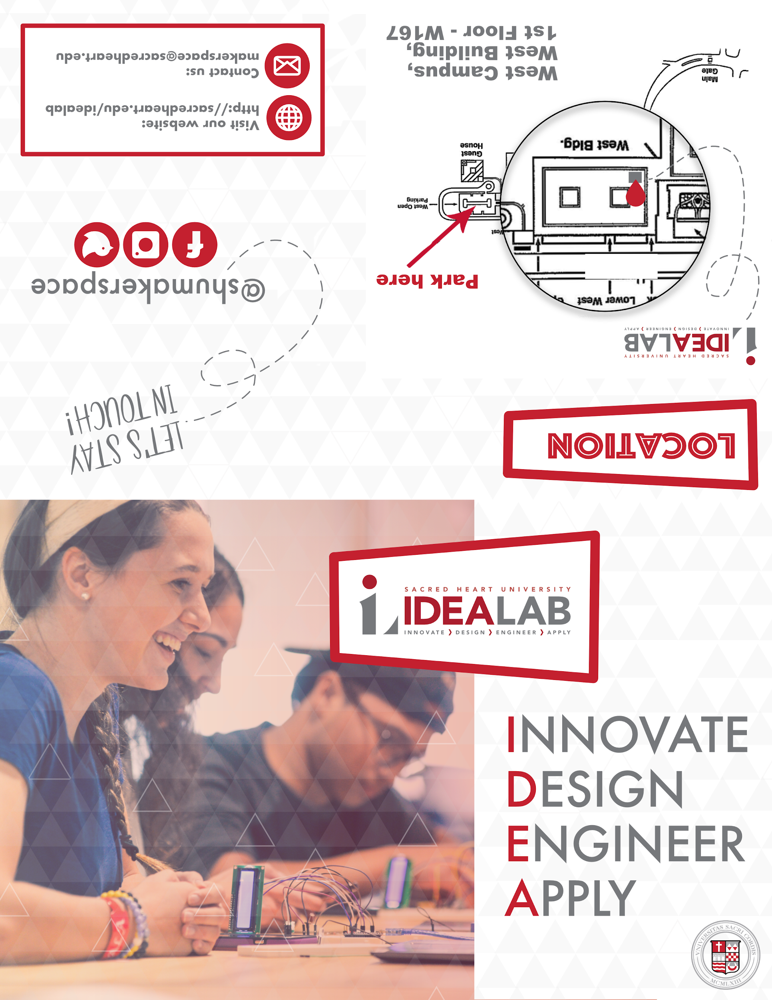 SACRED HEART UNIVERSITY
IDEALAB
INNOVATE ❯ DESIGN ❯ ENGINEER ❯ APPLY
INNOVATE
DESIGN
ENGINEER
APPLY
VNIVERSITAS SACRI CORDIS
MCMLXIII
LOCATION
SACRED HEART UNIVERSITY
IDEALAB
INNOVATE ❯ DESIGN ❯ ENGINEER ❯ APPLY
Lower West
Park here
West
West Open
Parking
Guest
House
West Bldg.
Main
Gate
West Campus,
West Building,
1st Floor - W167
LET'S STAY
IN TOUCH!
@shumakerspace
Visit our website:
http://sacredheart.edu/idealab
Contact us:
makerspace@sacredheart.edu